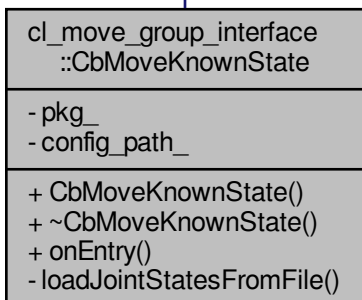 cl_move_group_interface
::CbMoveKnownState
- pkg_
- config_path_
+ CbMoveKnownState()
+ ~CbMoveKnownState()
+ onEntry()
- loadJointStatesFromFile()